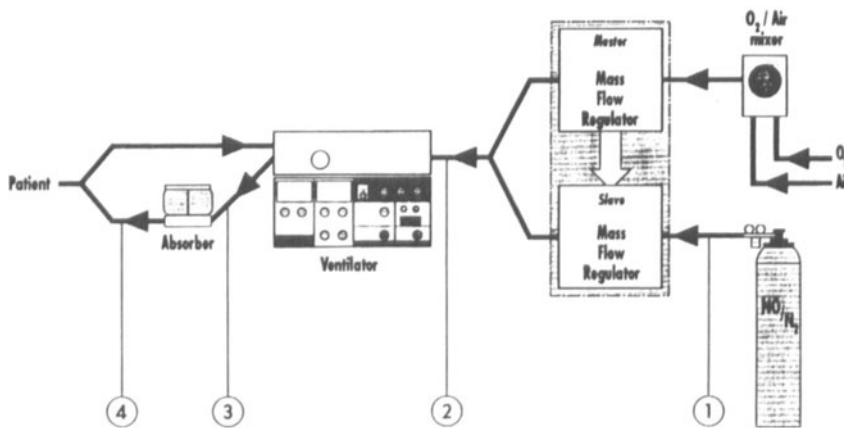 O₂ / Air
mixer
Master
Mass
Flow
Regulator
O
Air
Slave
Mass
Flow
Regulator
NO/N₂
Patient
Absorber
Ventilator
4
3
2
1